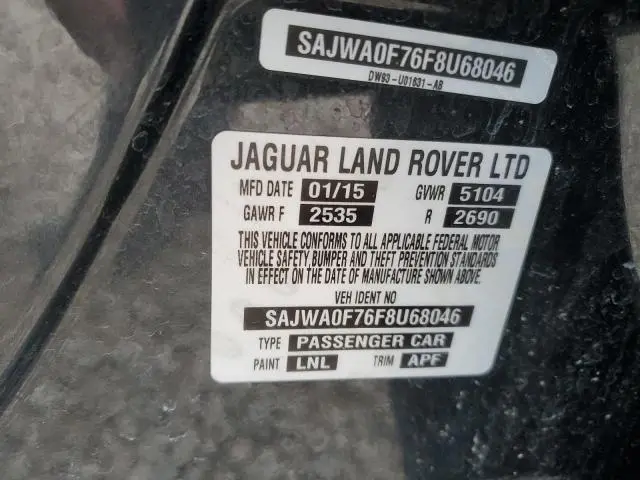 SAJWA0F76F8U68046
DW93-U01631-AB
JAGUAR LAND ROVER LTD
MFD DATE 01/15 GVWR 5104
GAWR F 2535 R 2690
THIS VEHICLE CONFORMS TO ALL APPLICABLE FEDERAL MOTOR
VEHICLE SAFETY, BUMPER AND THEFT PREVENTION STANDARDS
IN EFFECT ON THE DATE OF MANUFACTURE SHOWN ABOVE.
VEH IDENT NO
SAJWA0F76F8U68046
TYPE PASSENGER CAR
PAINT LNL TRIM APF